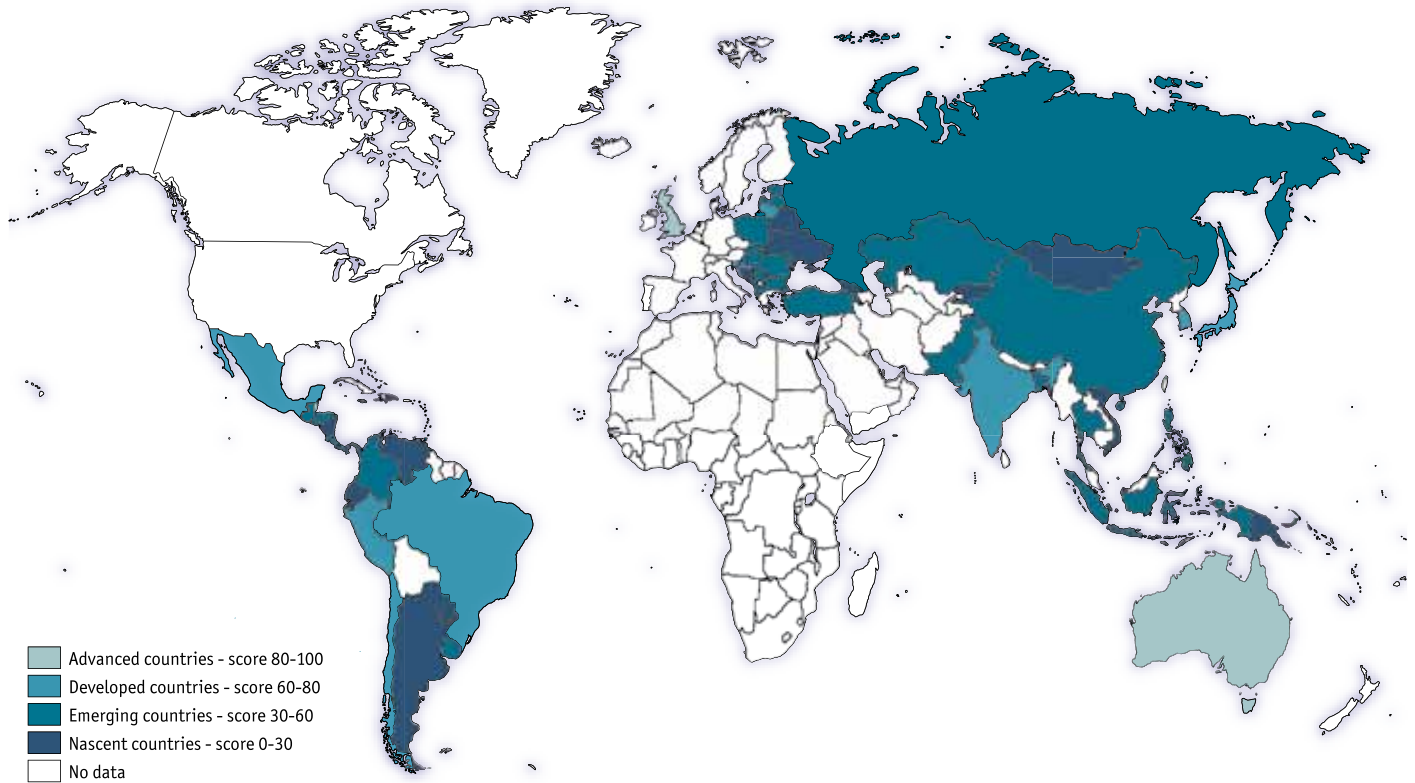 Advanced countries - score 80-100
Developed countries - score 60-80
Emerging countries - score 30-60
Nascent countries - score 0-30
No data